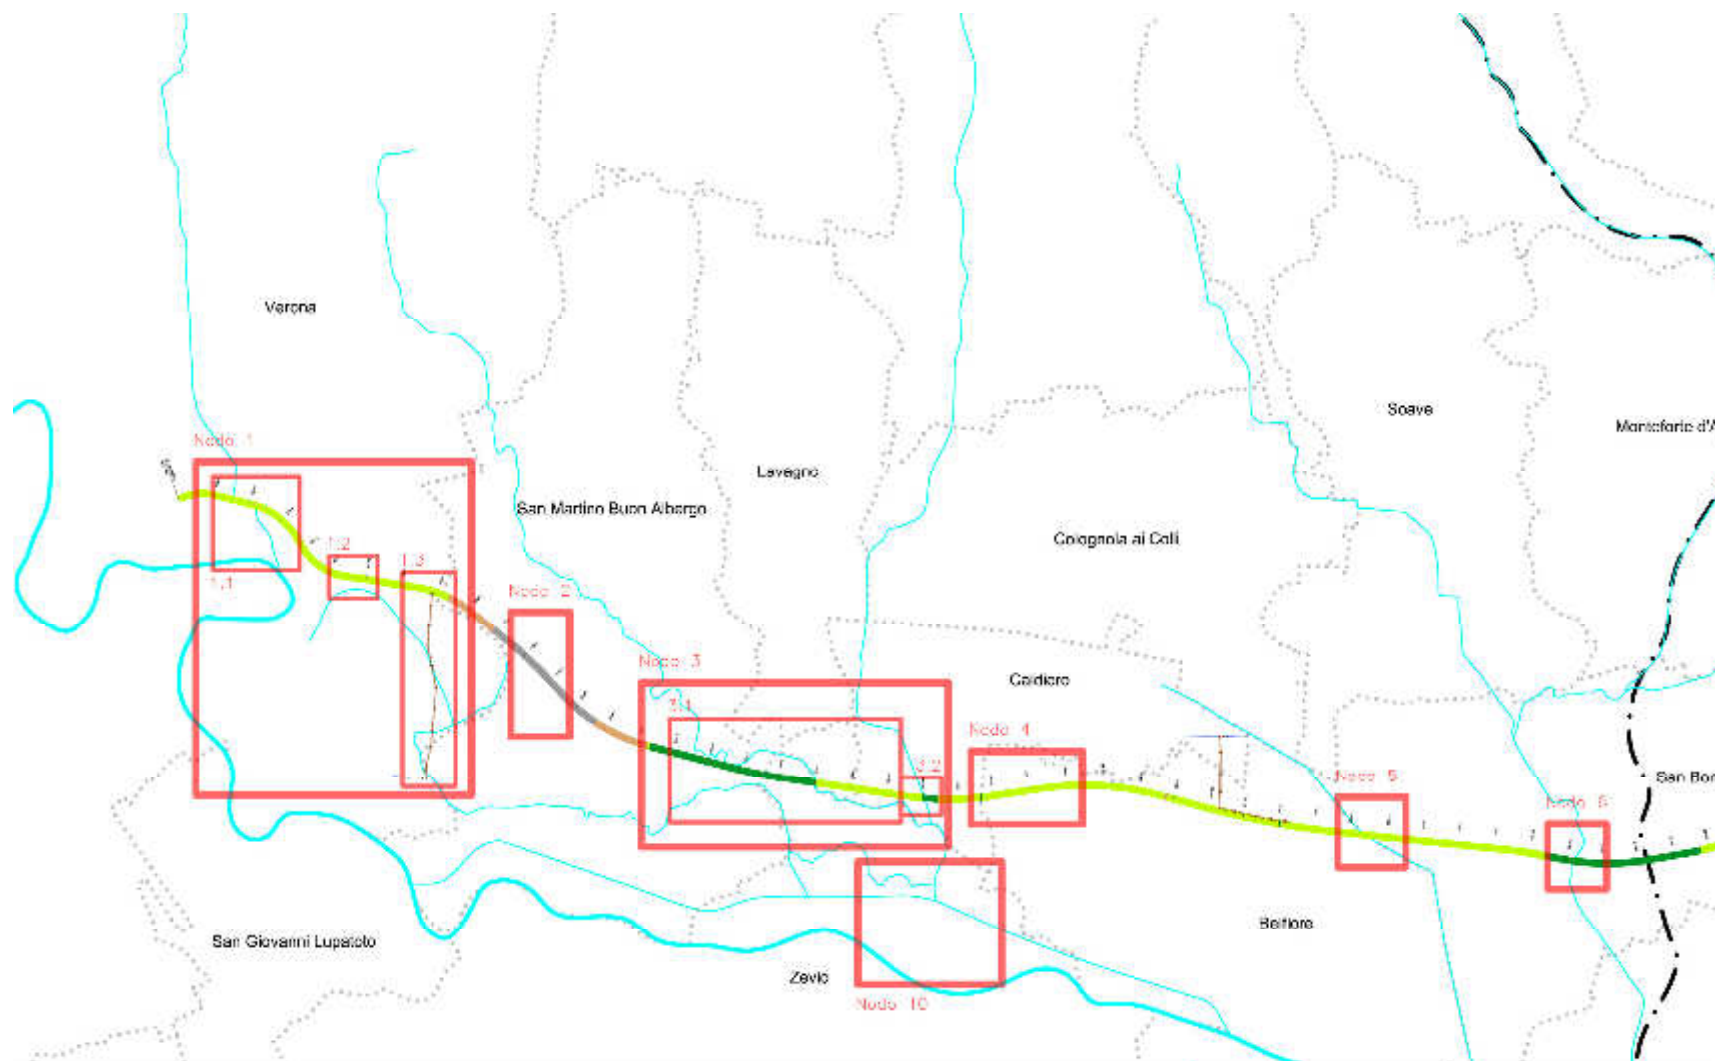 Verona
Soave
Monteforte d'A
Nodo 1
Lavagno
San Martino Buon Albergo
Colognola ai Colli
1.2
1.3
1.1
Nodo 2
Nodo 3
Caldiero
3.1
Nodo 4
3.2
Nodo 5
San Bon
Nodo 6
Belfiore
San Giovanni Lupatoto
Zevio
Nodo 10